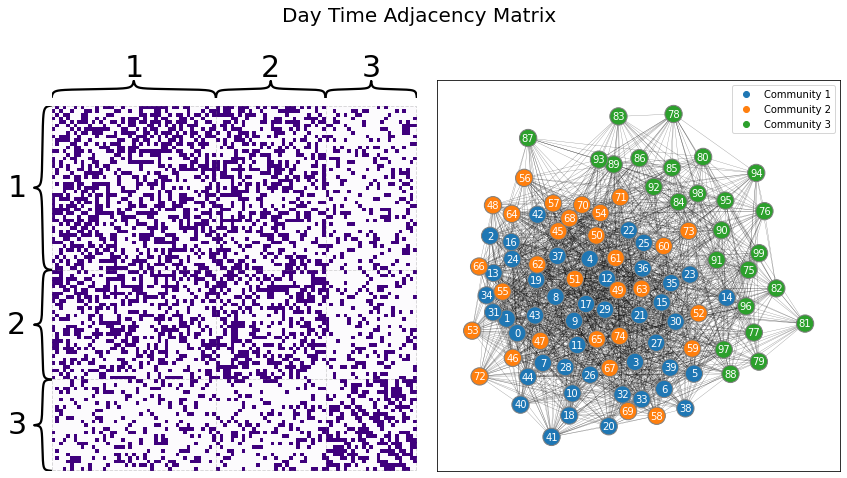 Day Time Adjacency Matrix
1 2 3
1
2
3
Community 1
Community 2
Community 3
83 78
87
93 89 86 80
85
56 94
92
98
48 57 70 71 84 95
64 42 68 54 76
2 45 50 22 60 73 90
16 25
24 37 4 61 91 99
66 13 62 36 75
19 51 12 35 23
34 55 8 49 63 82
31 1 43 17 29 15 14 96
9 21 30 52 81
53 0 77
47 11 65 74 27 59 97
46 7 28 3 79
72 44 26 67 39 5 88
10 32 6
40 18 33 38
69 58
41 20